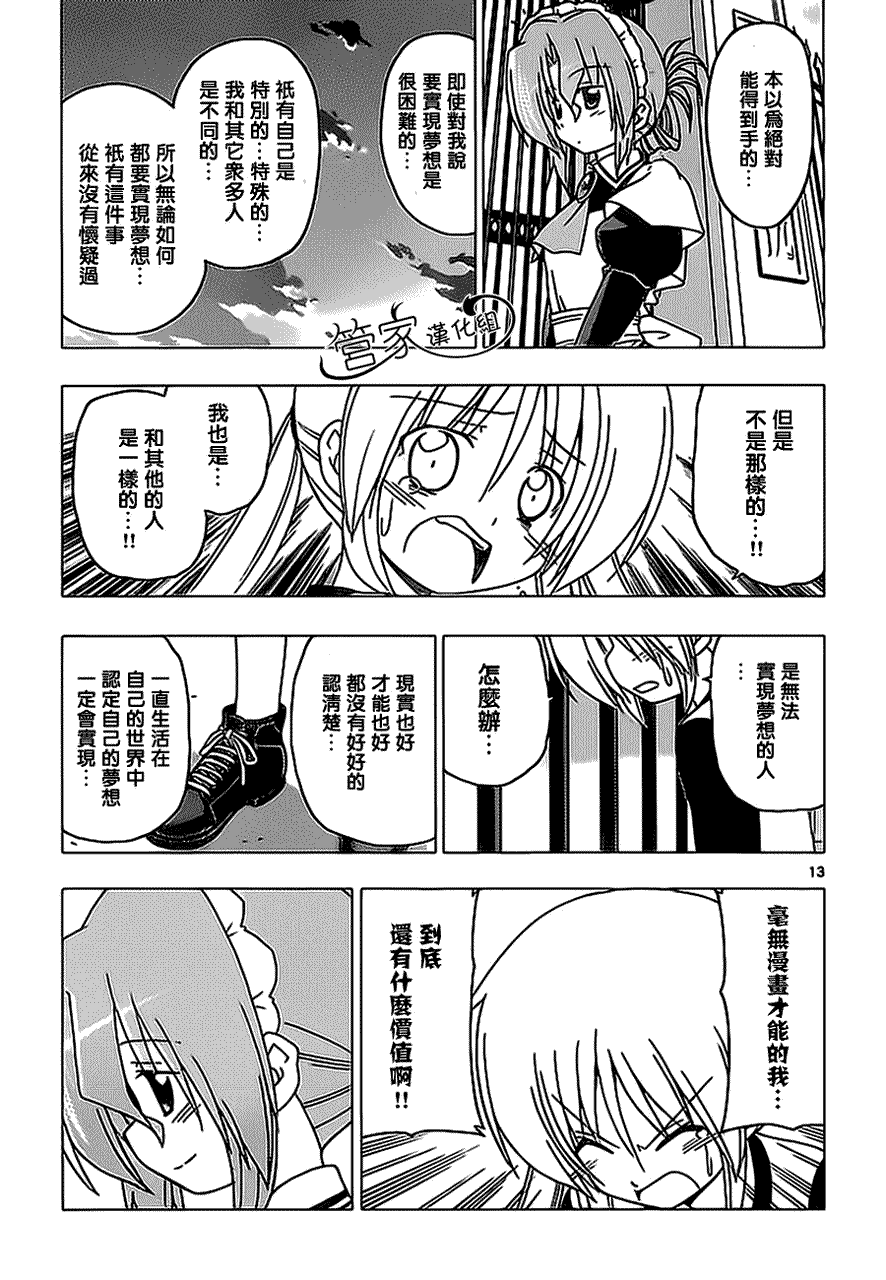 本以為絕對
能得到手的…
即使對我說
要實現夢想是
很困難的…
衹有自己是
特別的…特殊的…
我和其它衆多人
是不同的…
所以無論如何
都要實現夢想…
衹有這件事
從來沒有懷疑過
管家漢化組
但是
不是那樣的…!!
我也是…
和其他的人
是一樣的…!!
是無法
實現夢想的人
…
怎麼辦…
現實也好
才能也好
都沒有好好的
認清楚…
一直生活在
自己的世界中
認定自己的夢想
一定會實現…
13
毫無漫畫才能的我…
到底
還有什麼價值啊!!